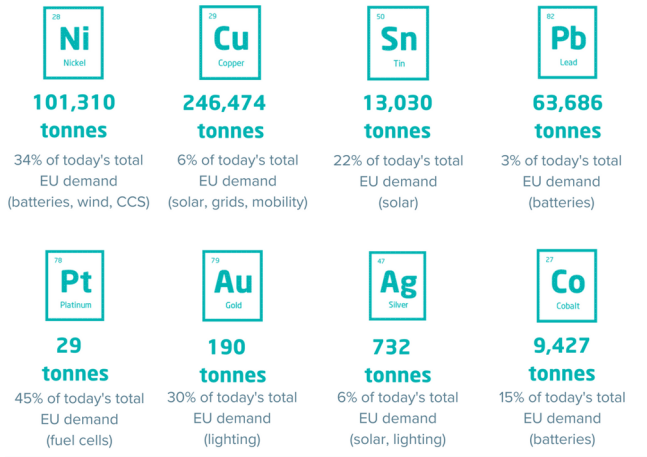 28
Ni
Nickel
101,310
tonnes
34% of today's total
EU demand
(batteries, wind, CCS)
29
Cu
Copper
246,474
tonnes
6% of today's total
EU demand
(solar, grids, mobility)
50
Sn
Tin
13,030
tonnes
22% of today's total
EU demand
(solar)
82
Pb
Lead
63,686
tonnes
3% of today's total
EU demand
(batteries)
78
Pt
Platinum
29
tonnes
45% of today's total
EU demand
(fuel cells)
79
Au
Gold
190
tonnes
30% of today's total
EU demand
(lighting)
47
Ag
Silver
732
tonnes
6% of today's total
EU demand
(solar, lighting)
27
Co
Cobalt
9,427
tonnes
15% of today's total
EU demand
(batteries)